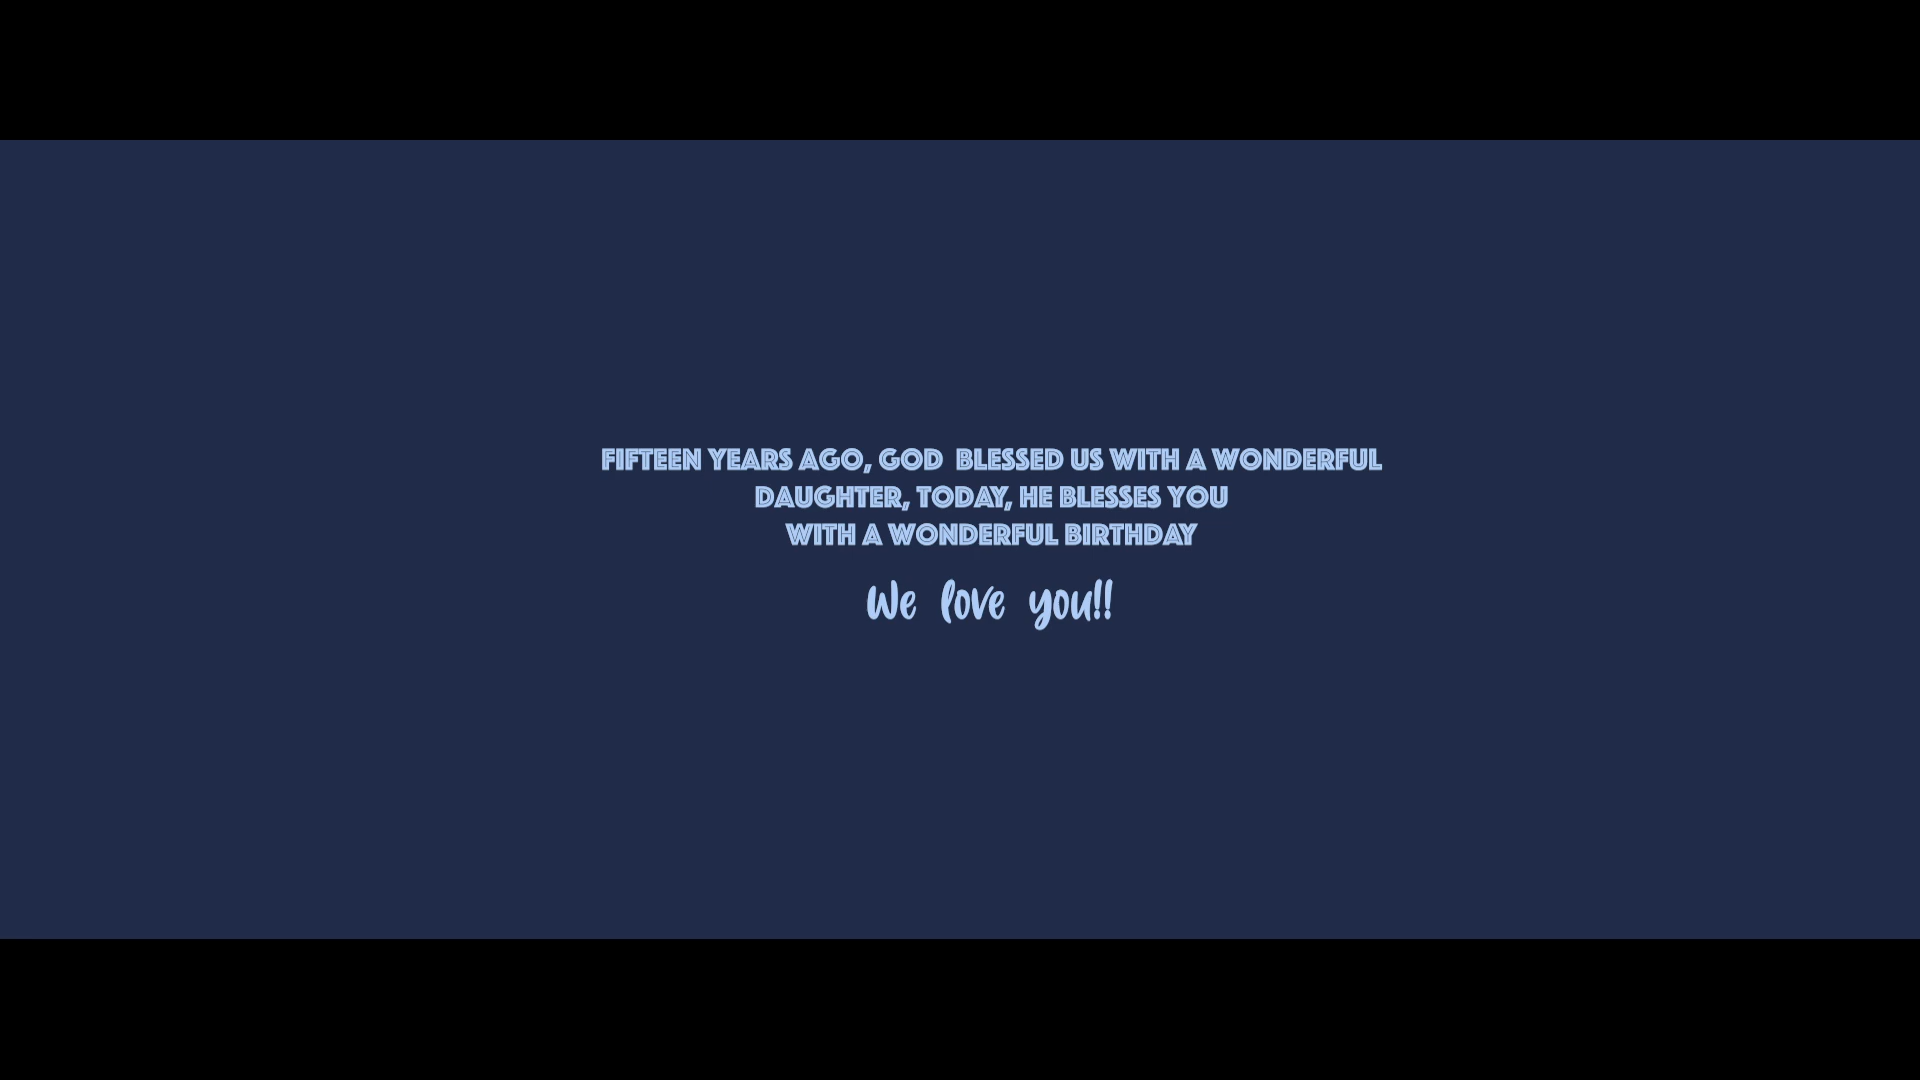 FIFTEEN YEARS AGO, GOD  BLESSED US WITH A WONDERFUL
DAUGHTER, TODAY, HE BLESSES YOU
WITH A WONDERFUL BIRTHDAY
We love you!!